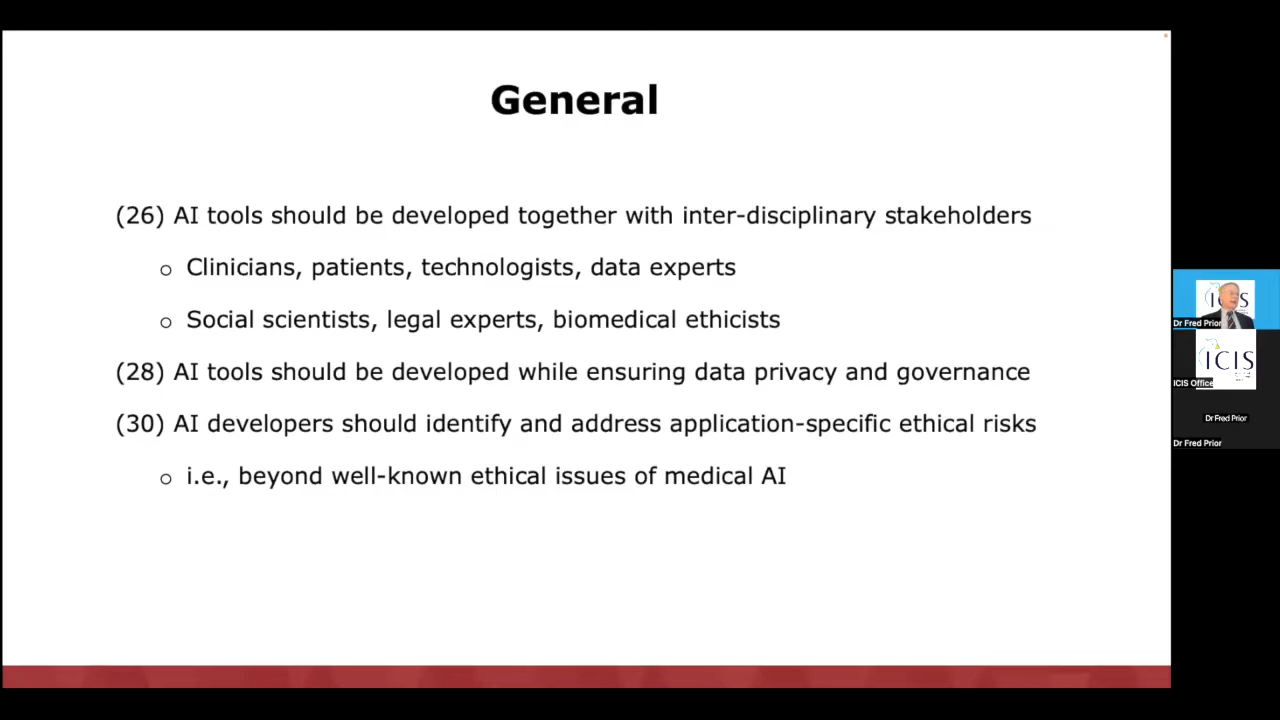 General
(26) AI tools should be developed together with inter-disciplinary stakeholders
o Clinicians, patients, technologists, data experts
o Social scientists, legal experts, biomedical ethicists
(28) AI tools should be developed while ensuring data privacy and governance
(30) AI developers should identify and address application-specific ethical risks
o i.e., beyond well-known ethical issues of medical AI
ICIS
Dr Fred Prior
ICIS
ICIS Office
Dr Fred Prior
Dr Fred Prior